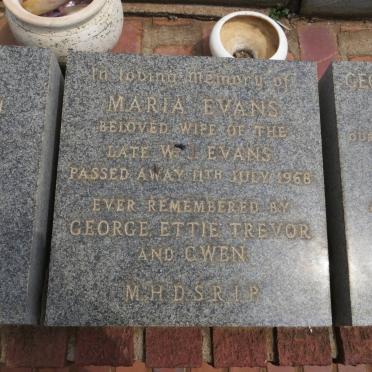 In loving memory of
MARIA EVANS
BELOVED WIFE OF THE
LATE W. J. EVANS
PASSED AWAY 11TH JULY 1968
EVER REMEMBERED BY
GEORGE ETTIE TREVOR
AND GWEN
M.H.D.S.R.I.P.